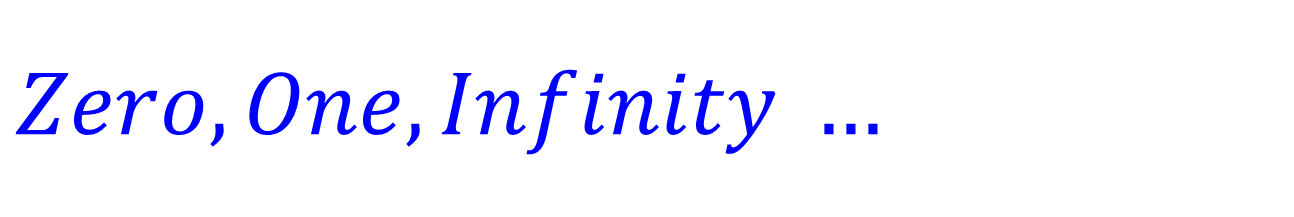 Zero, One, Infinity ...